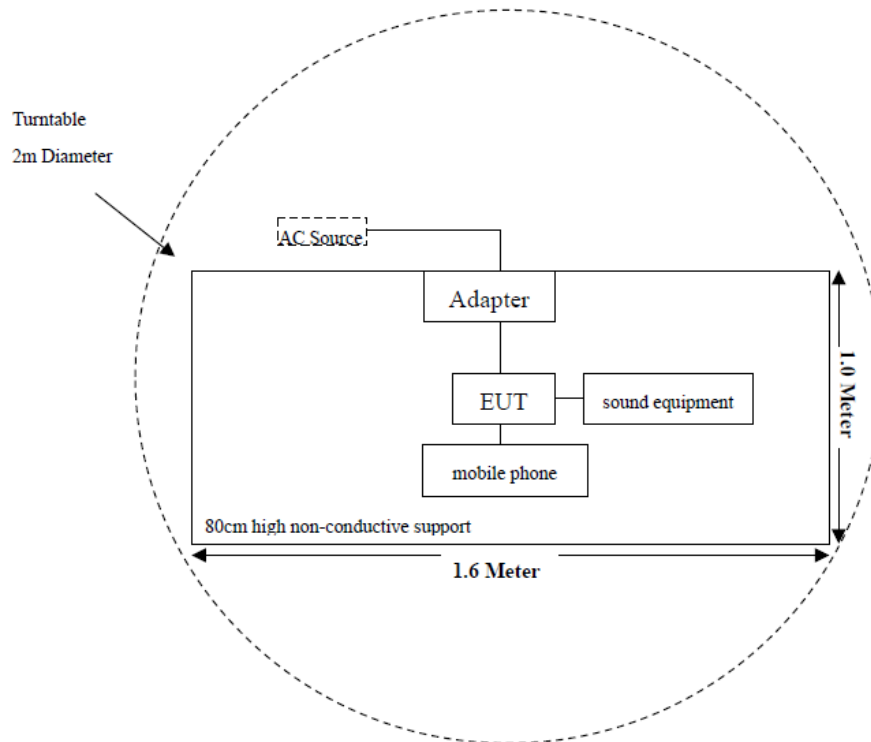 Turntable
2m Diameter
AC Source
Adapter
EUT
sound equipment
mobile phone
80cm high non-conductive support
1.0 Meter
1.6 Meter